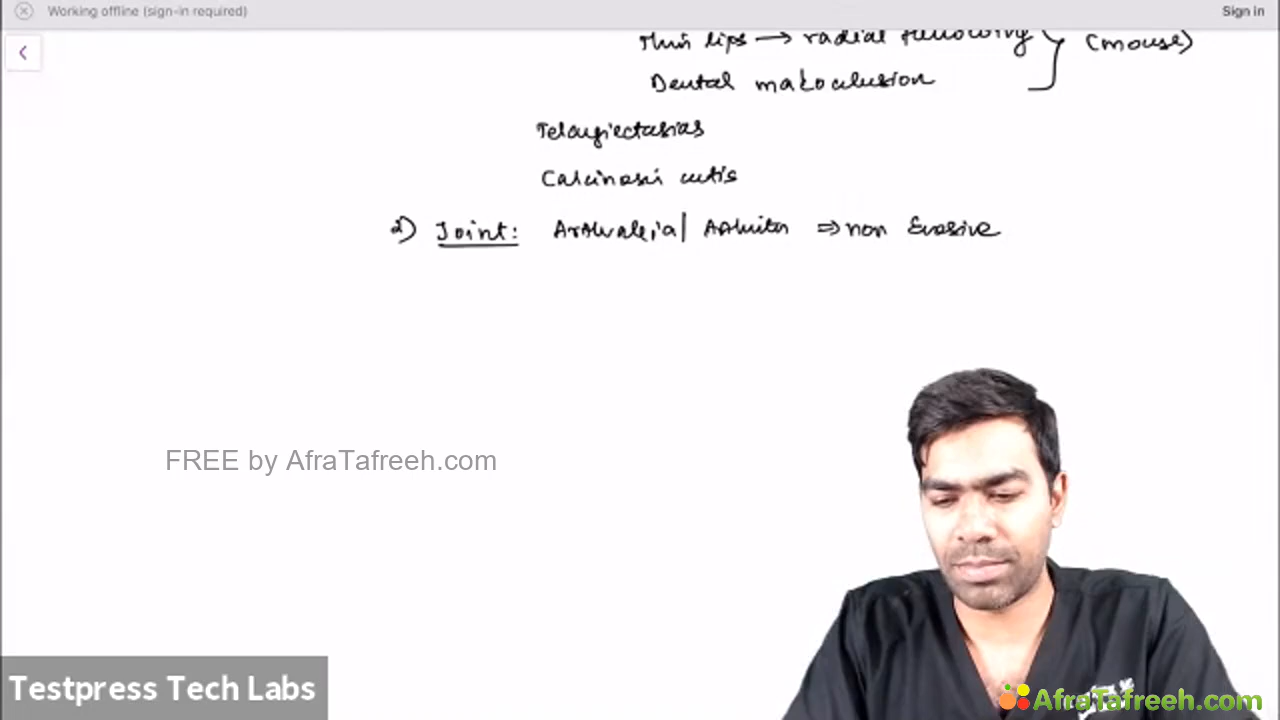 Working offline (sign-in required)
Sign in
Thin lips → radial furrowing
(mouse)
Dental malocclusion
Telangiectasias
Calcinosis cutis
2) Joint: Arthralgia / Arthritis ⇒ non Erosive
FREE by AfraTafreeh.com
Testpress Tech Labs
AfraTafreeh.com